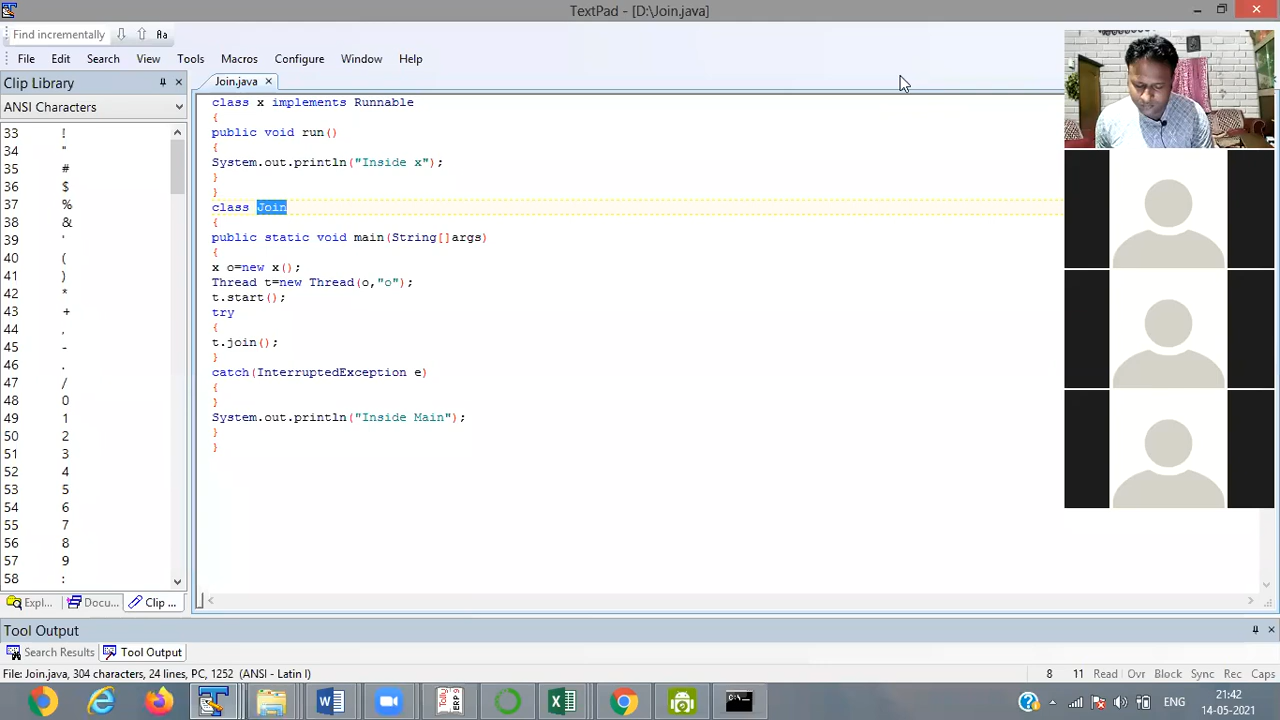 TextPad - [D:\Join.java]
Find incrementally
Aa
File Edit Search View Tools Macros Configure Window Help
Clip Library
Join.java
ANSI Characters
33 !
34 "
35 #
36 $
37 %
38 &
39 '
40 (
41 )
42 *
43 +
44 ,
45 -
46 .
47 /
48 0
49 1
50 2
51 3
52 4
53 5
54 6
55 7
56 8
57 9
58 :
class x implements Runnable
{
public void run()
{
System.out.println("Inside x");
}
}
class Join
{
public static void main(String[]args)
{
x o=new x();
Thread t=new Thread(o,"o");
t.start();
try
{
t.join();
}
catch(InterruptedException e)
{
}
System.out.println("Inside Main");
}
}
Expl... Docu... Clip ...
Tool Output
Search Results Tool Output
File: Join.java, 304 characters, 24 lines, PC, 1252 (ANSI - Latin I) 8 11 Read Ovr Block Sync Rec Caps
ENG
21:42
14-05-2021